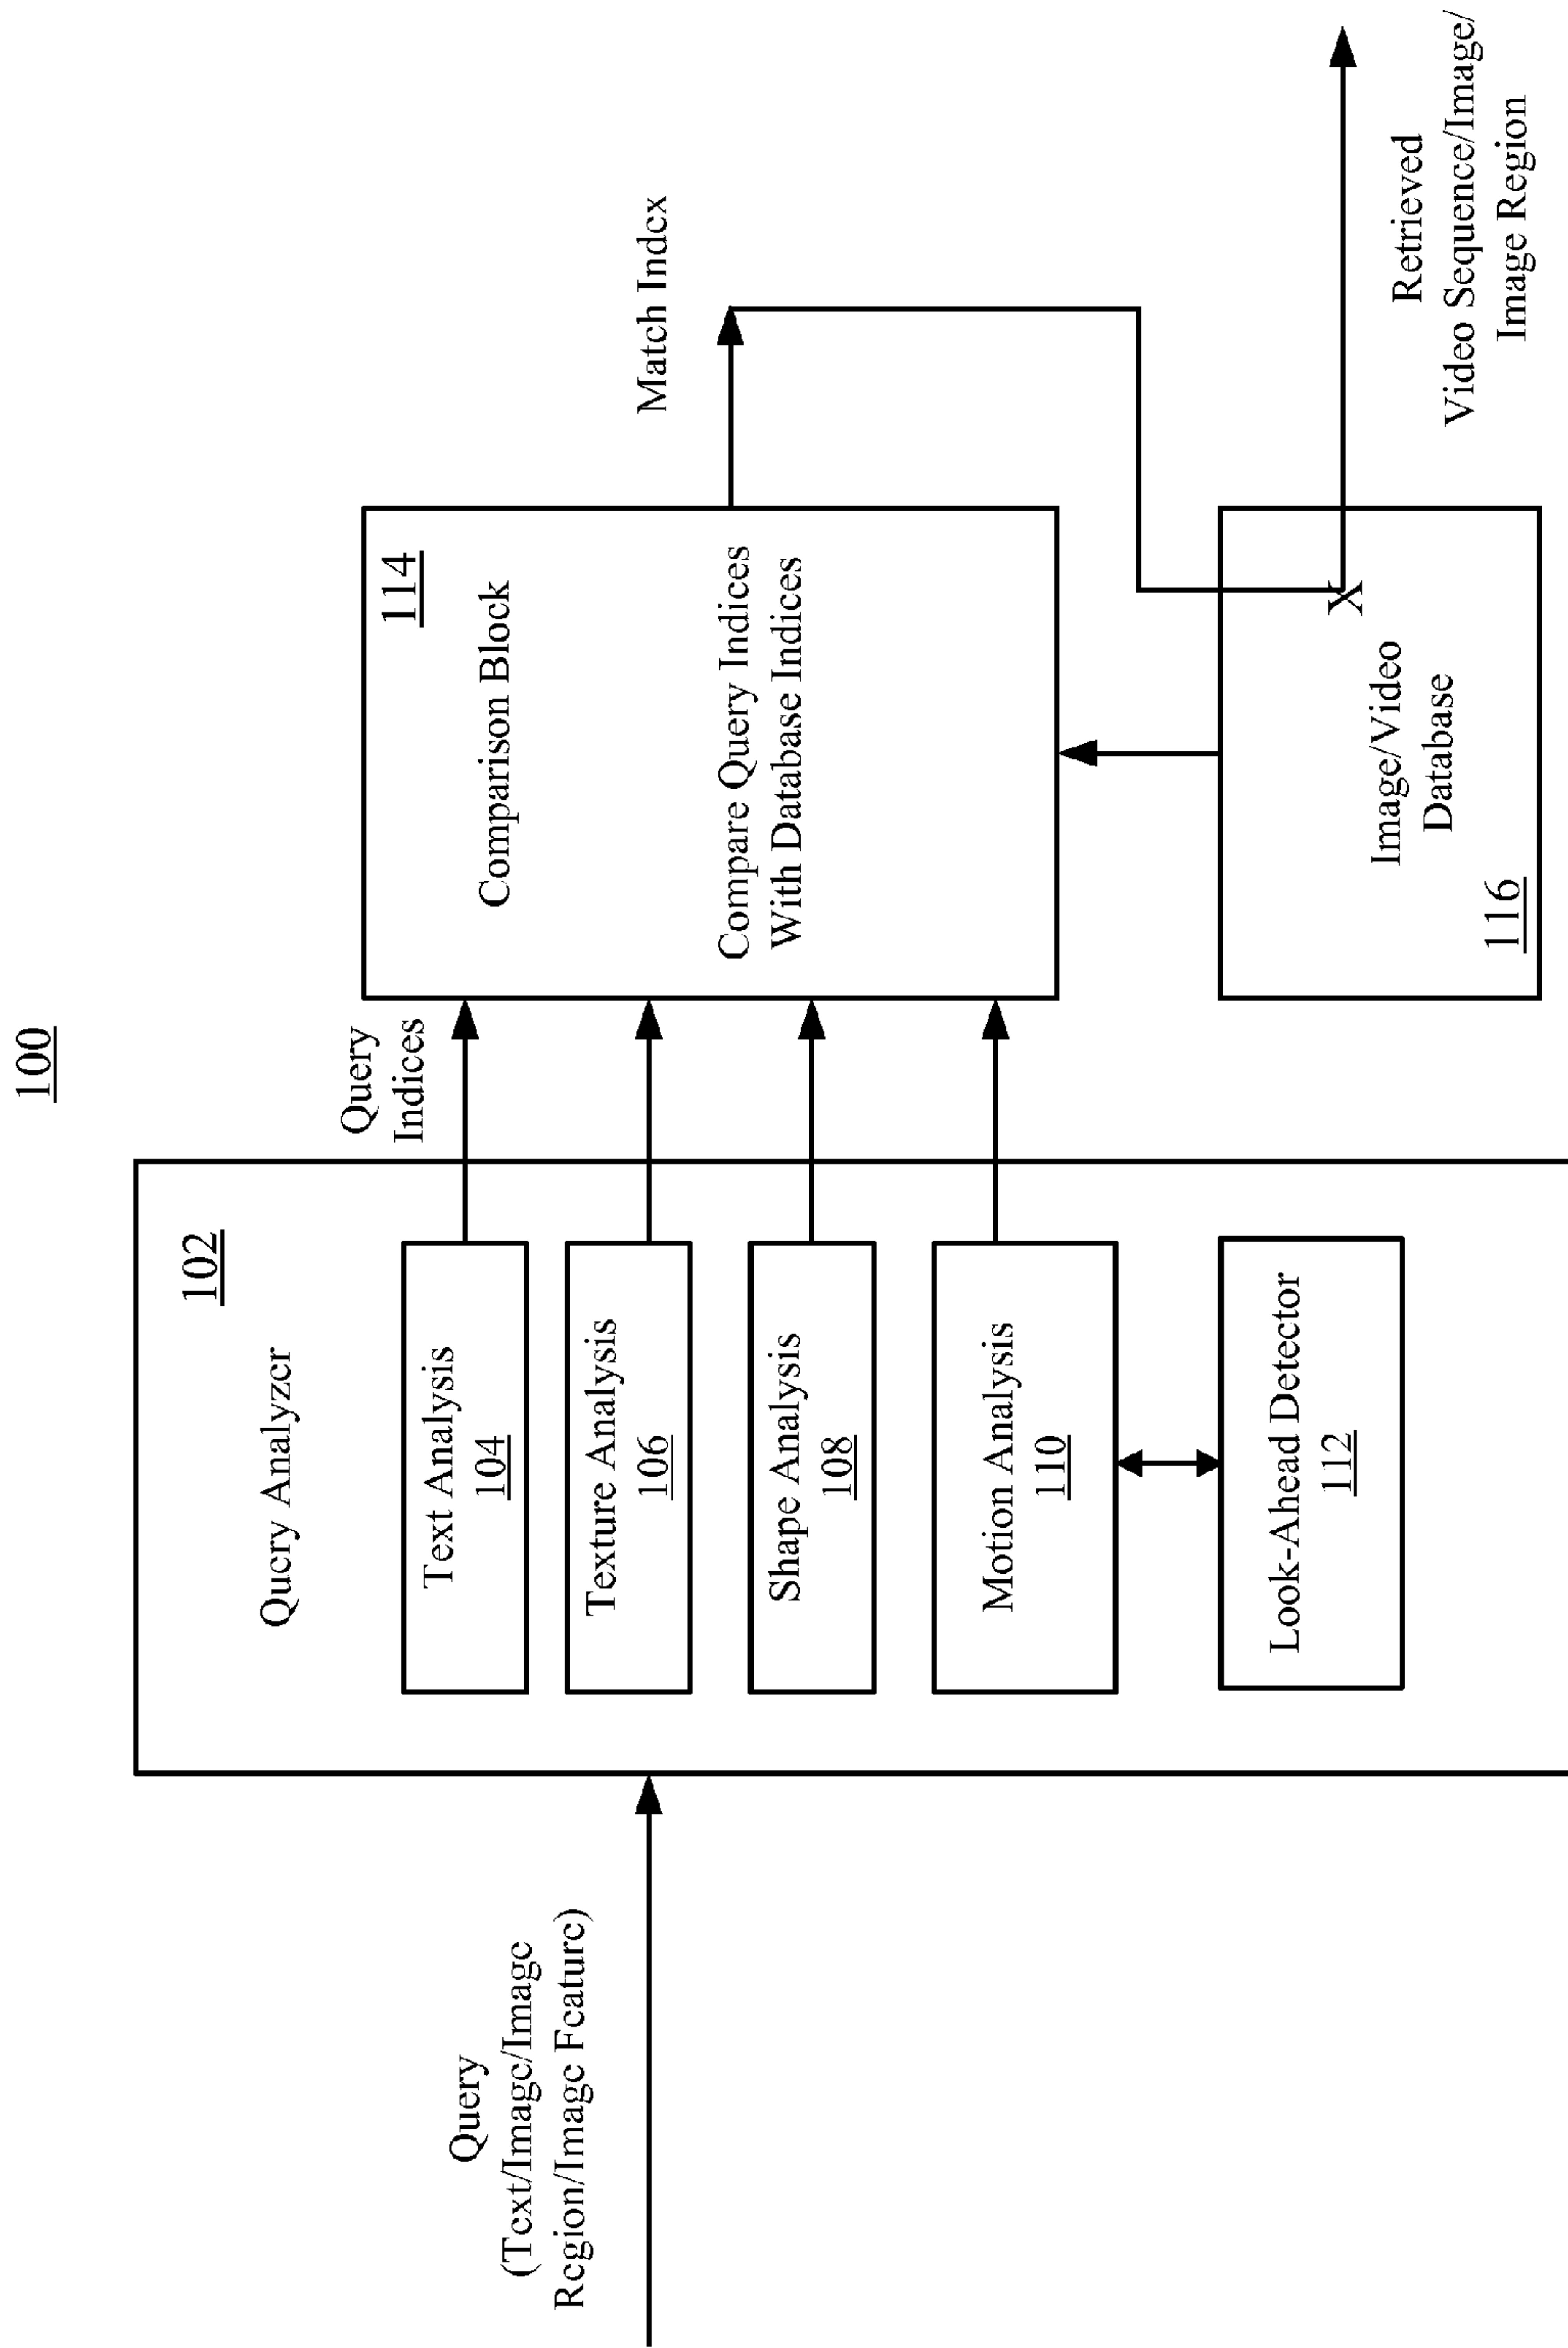 100
Query
(Text/Image/Image
Region/Image Feature)
102
Query Analyzer
Text Analysis
104
Texture Analysis
106
Shape Analysis
108
Motion Analysis
110
Look-Ahead Detector
112
Query
Indices
114
Comparison Block
Compare Query Indices
With Database Indices
Match Index
X
Image/Video
Database
116
Retrieved
Video Sequence/Image/
Image Region